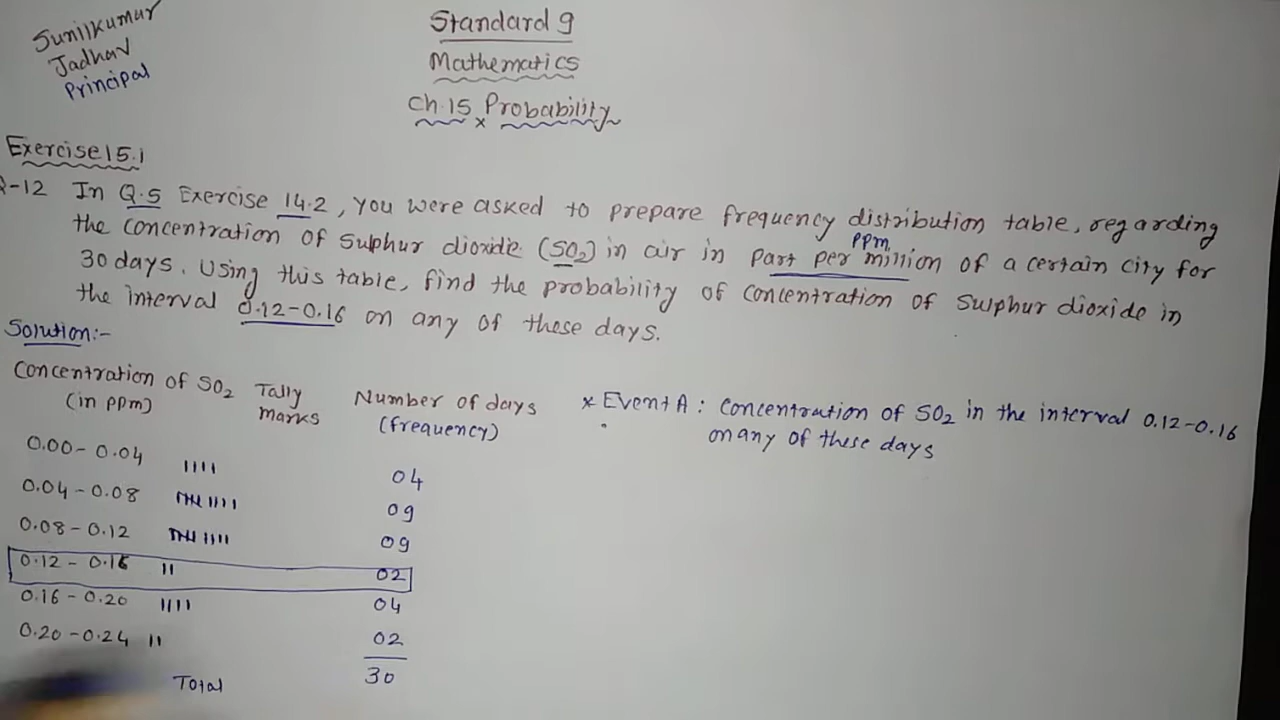 Sunilkumar
Jadhav
Principal
Standard 9
Mathematics
Ch.15 Probability
x
Exercise 15.1
Q-12 In Q.5 Exercise 14.2, you were asked to prepare frequency distribution table, regarding
the concentration of Sulphur dioxide (SO2) in air in part per million of a certain city for
PPM
30 days. Using this table, find the probability of concentration of Sulphur dioxide in
the interval 0.12-0.16 on any of these days.
Solution:-
Concentration of SO2 Tally Number of days
(in ppm) marks (frequency)
0.00-0.04 |||| 04
0.04-0.08 |||| |||| 09
0.08-0.12 |||| |||| 09
0.12-0.16 || 02
0.16-0.20 |||| 04
0.20-0.24 || 02
Total 30
* Event A: Concentration of SO2 in the interval 0.12-0.16
on any of these days